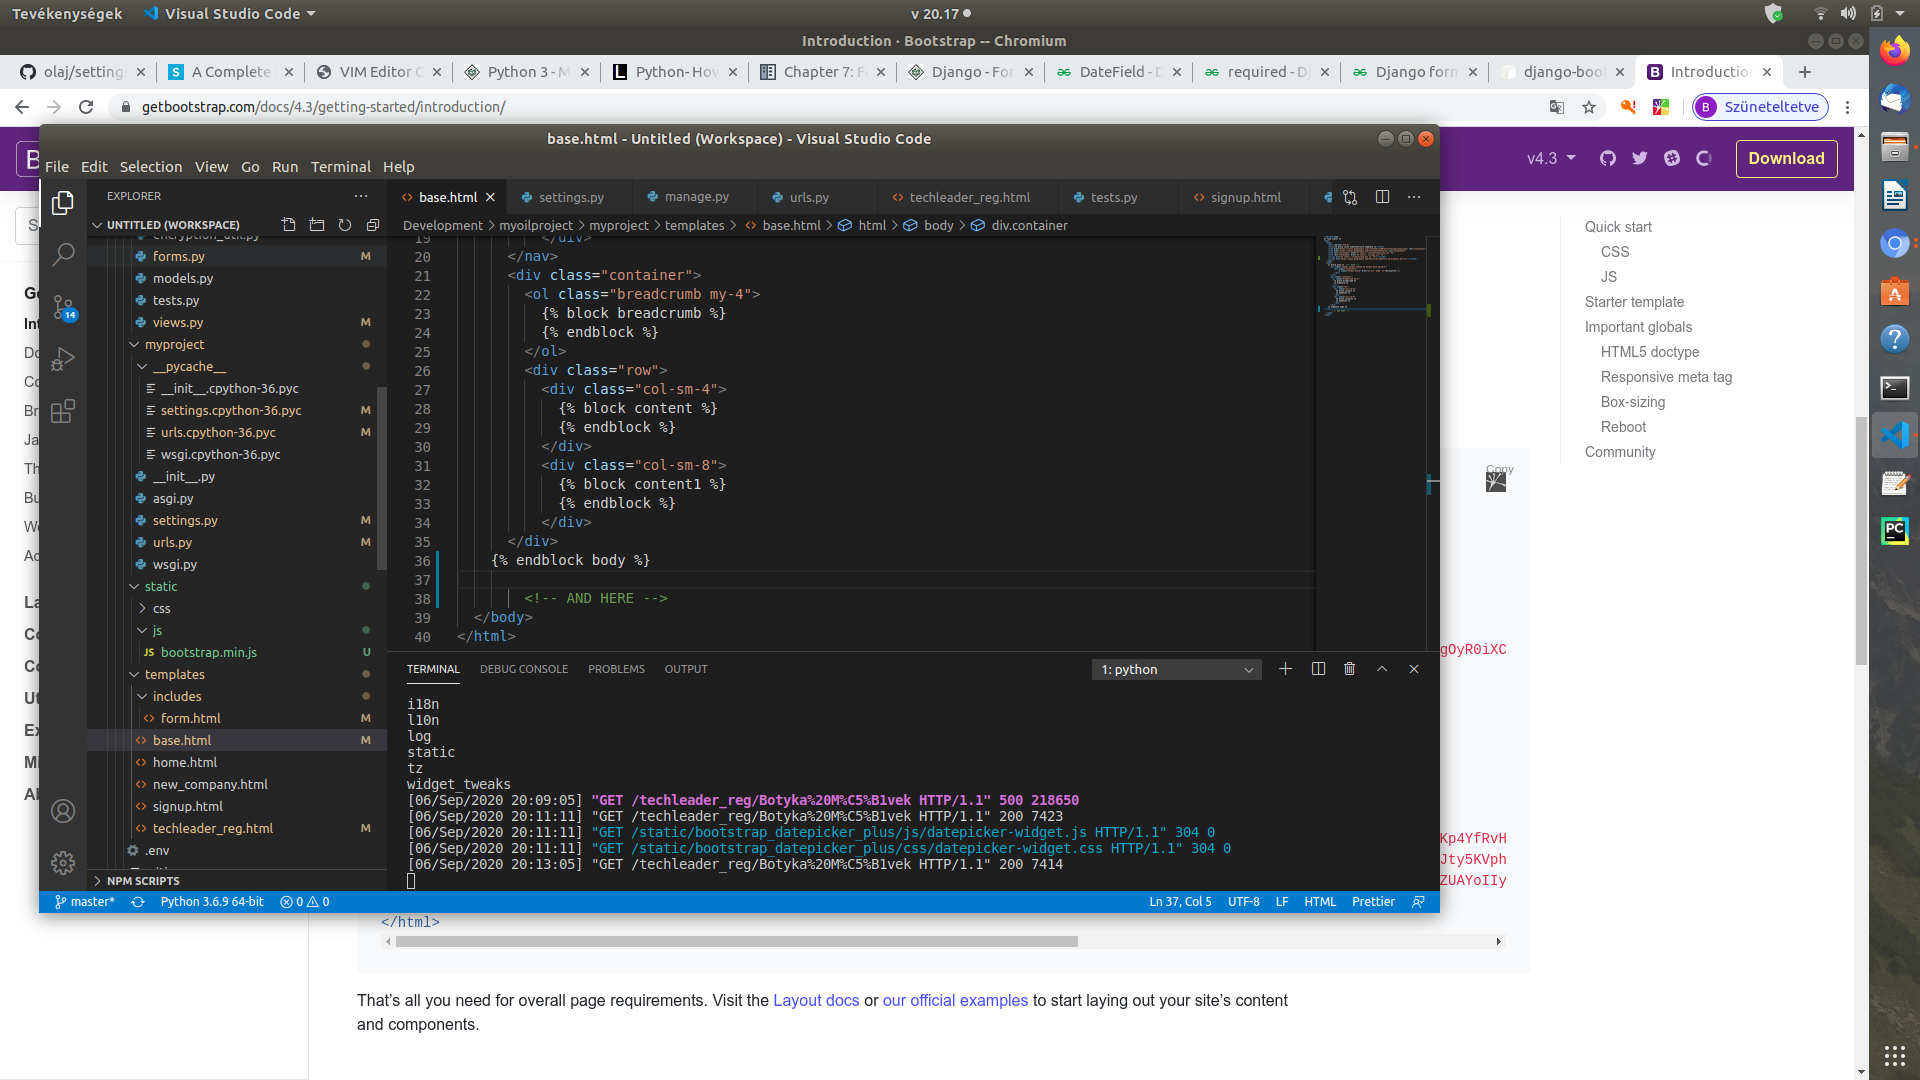 Tevékenységek
Visual Studio Code
v 20.17
Introduction · Bootstrap -- Chromium
olaj/setting
A Complete
VIM Editor C
Python 3 - M
Python- How
Chapter 7: F
Django - For
DateField - D
required - Dj
Django form
django-boot
Introduction
getbootstrap.com/docs/4.3/getting-started/introduction/
B
Szüneteltetve
base.html - Untitled (Workspace) - Visual Studio Code
v4.3
Download
File Edit Selection View Go Run Terminal Help
EXPLORER
base.html
settings.py
manage.py
urls.py
techleader_reg.html
tests.py
signup.html
UNTITLED (WORKSPACE)
Development > myoilproject > myproject > templates > base.html > html > body > div.container
encryption_util.py
forms.py M
models.py
tests.py
views.py M
myproject
__pycache__
__init__.cpython-36.pyc
settings.cpython-36.pyc M
urls.cpython-36.pyc M
wsgi.cpython-36.pyc
__init__.py
asgi.py
settings.py M
urls.py M
wsgi.py
static
css
js
JS bootstrap.min.js U
templates
includes
form.html M
base.html M
home.html
new_company.html
signup.html
techleader_reg.html M
.env
NPM SCRIPTS
14
19 </div>
20 </nav>
21 <div class="container">
22 <ol class="breadcrumb my-4">
23 {% block breadcrumb %}
24 {% endblock %}
25 </ol>
26 <div class="row">
27 <div class="col-sm-4">
28 {% block content %}
29 {% endblock %}
30 </div>
31 <div class="col-sm-8">
32 {% block content1 %}
33 {% endblock %}
34 </div>
35 </div>
36 {% endblock body %}
37
38 <!-- AND HERE -->
39 </body>
40 </html>
TERMINAL DEBUG CONSOLE PROBLEMS OUTPUT
1: python
i18n
l10n
log
static
tz
widget_tweaks
[06/Sep/2020 20:09:05] "GET /techleader_reg/Botyka%20M%C5%B1vek HTTP/1.1" 500 218650
[06/Sep/2020 20:11:11] "GET /techleader_reg/Botyka%20M%C5%B1vek HTTP/1.1" 200 7423
[06/Sep/2020 20:11:11] "GET /static/bootstrap_datepicker_plus/js/datepicker-widget.js HTTP/1.1" 304 0
[06/Sep/2020 20:11:11] "GET /static/bootstrap_datepicker_plus/css/datepicker-widget.css HTTP/1.1" 304 0
[06/Sep/2020 20:13:05] "GET /techleader_reg/Botyka%20M%C5%B1vek HTTP/1.1" 200 7414
master*
Python 3.6.9 64-bit
0 0
Ln 37, Col 5
UTF-8
LF
HTML
Prettier
Quick start
CSS
JS
Starter template
Important globals
HTML5 doctype
Responsive meta tag
Box-sizing
Reboot
Community
Copy
gOyR0iXC
Kp4YfRvH
Jty5KVph
ZUAYoIIy
</html>
That's all you need for overall page requirements. Visit the Layout docs or our official examples to start laying out your site's content
and components.
PC